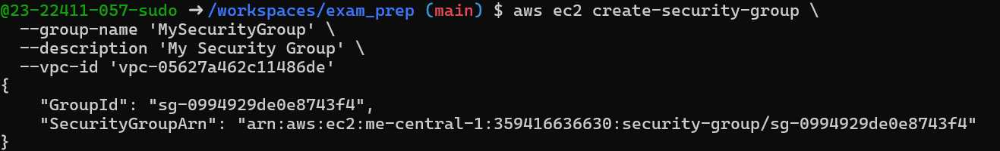 @23-22411-057-sudo ➜ /workspaces/exam_prep (main) $ aws ec2 create-security-group \
  --group-name 'MySecurityGroup' \
  --description 'My Security Group' \
  --vpc-id 'vpc-05627a462c11486de'
{
    "GroupId": "sg-0994929de0e8743f4",
    "SecurityGroupArn": "arn:aws:ec2:me-central-1:359416636630:security-group/sg-0994929de0e8743f4"
}